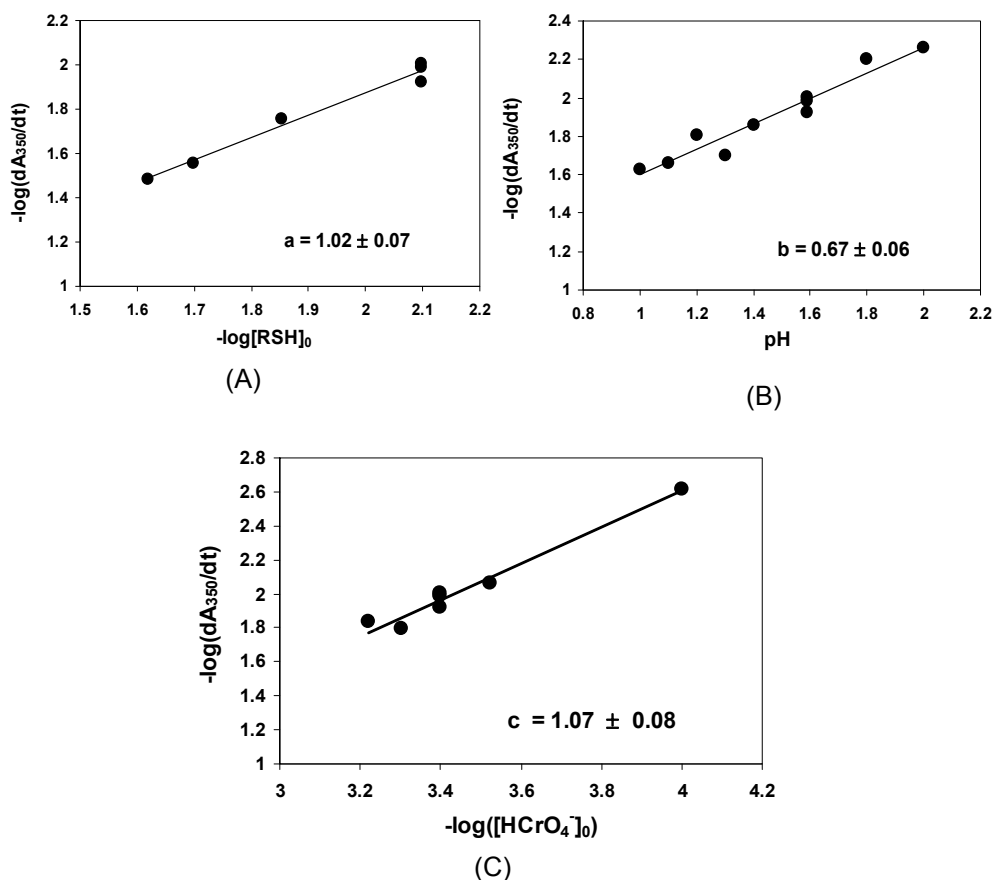 2.2
2
1.8
1.6
1.4
1.2
1
-log(dA350/dt)
a = 1.02 ± 0.07
1.5 1.6 1.7 1.8 1.9 2 2.1 2.2
-log[RSH]0
(A)
2.4
2.2
2
1.8
1.6
1.4
1.2
1
-log(dA350/dt)
b = 0.67 ± 0.06
0.8 1 1.2 1.4 1.6 1.8 2 2.2
pH
(B)
2.8
2.6
2.4
2.2
2
1.8
1.6
1.4
1.2
1
-log(dA350/dt)
c = 1.07 ± 0.08
3 3.2 3.4 3.6 3.8 4 4.2
-log([HCrO4-]0)
(C)